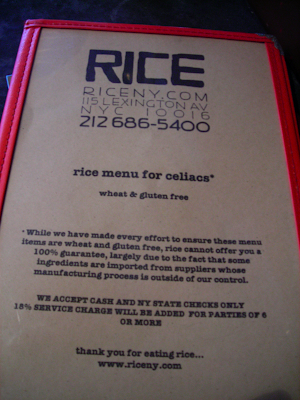 RICE
RICENY.COM
115 LEXINGTON AV
NYC 10016
212 686-5400
rice menu for celiacs*
wheat & gluten free
* While we have made every effort to ensure these menu
items are wheat and gluten free, rice cannot offer you a
100% guarantee, largely due to the fact that some
ingredients are imported from suppliers whose
manufacturing process is outside of our control.
WE ACCEPT CASH AND NY STATE CHECKS ONLY
18% SERVICE CHARGE WILL BE ADDED FOR PARTIES OF 6
OR MORE
thank you for eating rice...
www.riceny.com